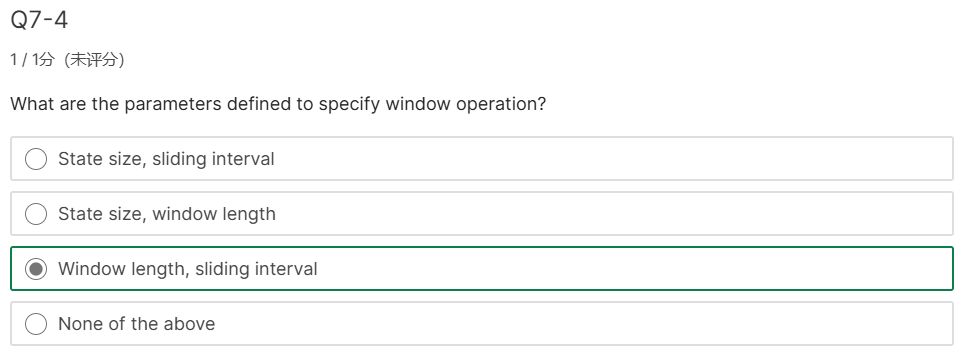 Q7-4
1 / 1分（未评分）
What are the parameters defined to specify window operation?
State size, sliding interval
State size, window length
Window length, sliding interval
None of the above